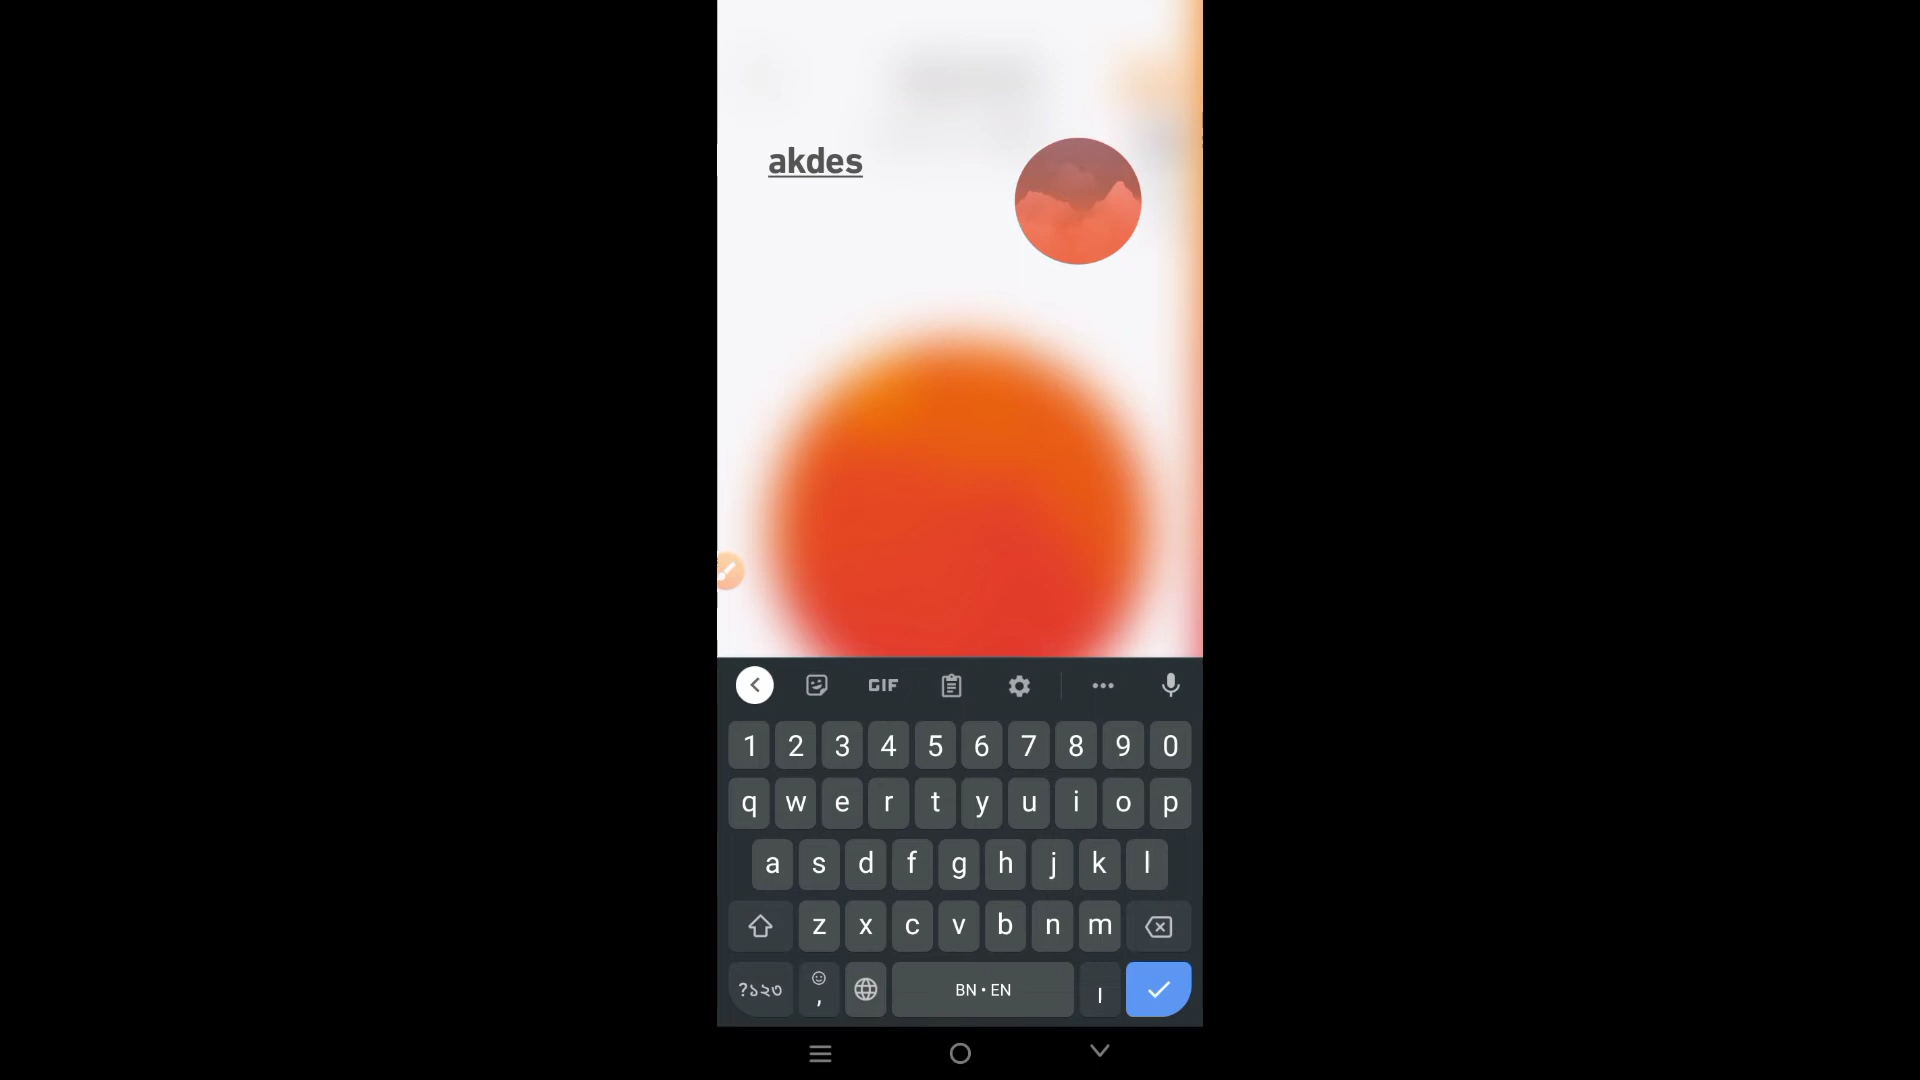 akdes
GIF
1 2 3 4 5 6 7 8 9 0
q w e r t y u i o p
a s d f g h j k l
z x c v b n m
?১২৩ , BN • EN ।